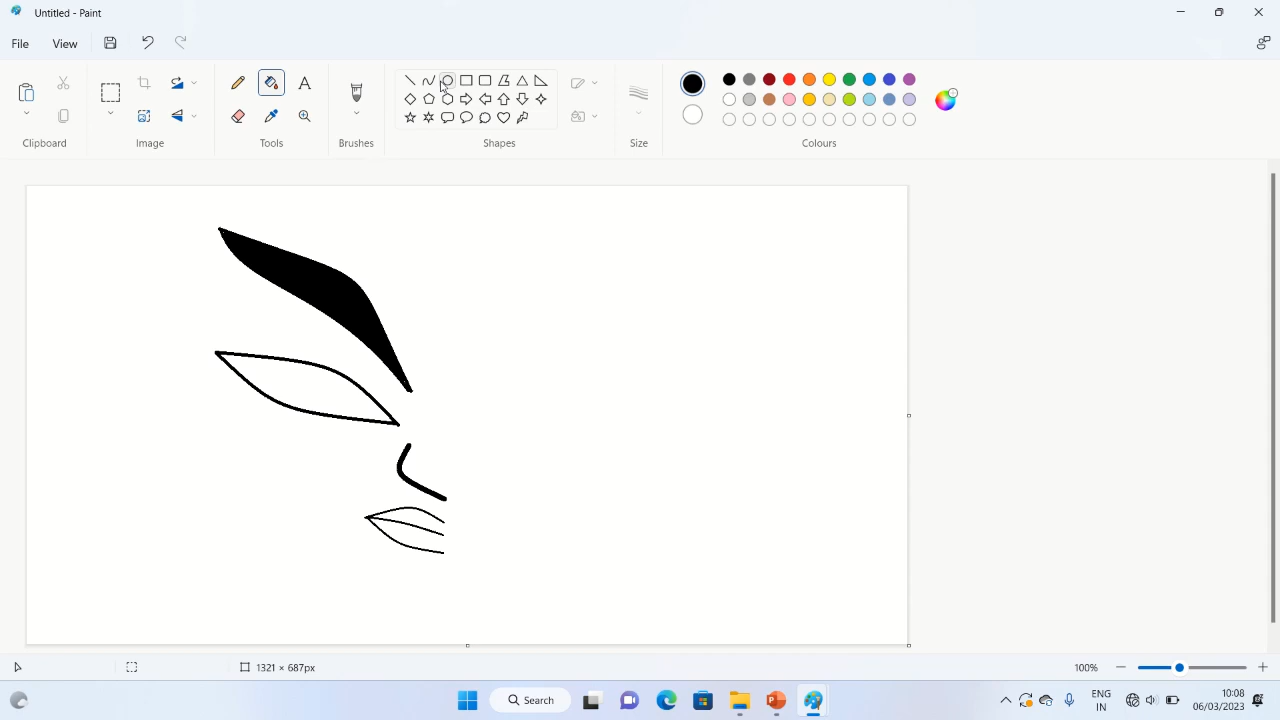 Untitled - Paint
File View
A
Clipboard Image Tools Brushes Shapes Size Colours
1321 × 687px 100%
Search
ENG 10:08
IN 06/03/2023